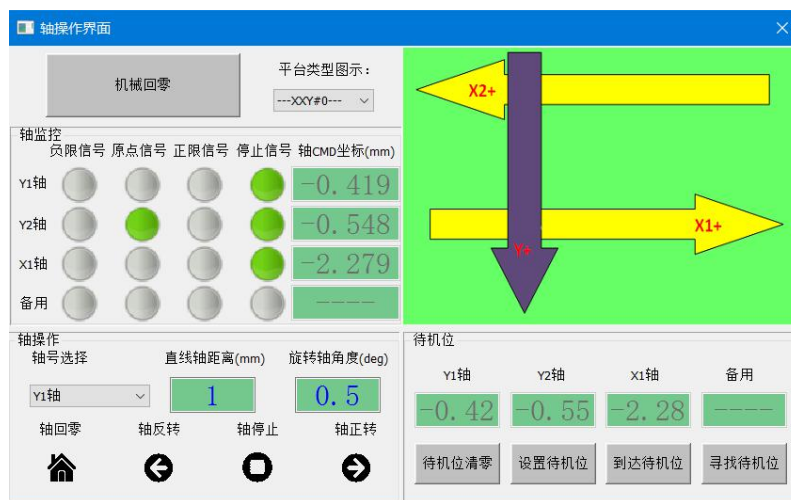 轴操作界面
机械回零
平台类型图示：
---XXY#0---
X2+
X1+
Y+
轴监控
负限信号 原点信号 正限信号 停止信号 轴CMD坐标(mm)
Y1轴 -0.419
Y2轴 -0.548
X1轴 -2.279
备用 ----
轴操作
轴号选择 直线轴距离(mm) 旋转轴角度(deg)
Y1轴 1 0.5
轴回零 轴反转 轴停止 轴正转
待机位
Y1轴 Y2轴 X1轴 备用
-0.42 -0.55 -2.28 ----
待机位清零 设置待机位 到达待机位 寻找待机位